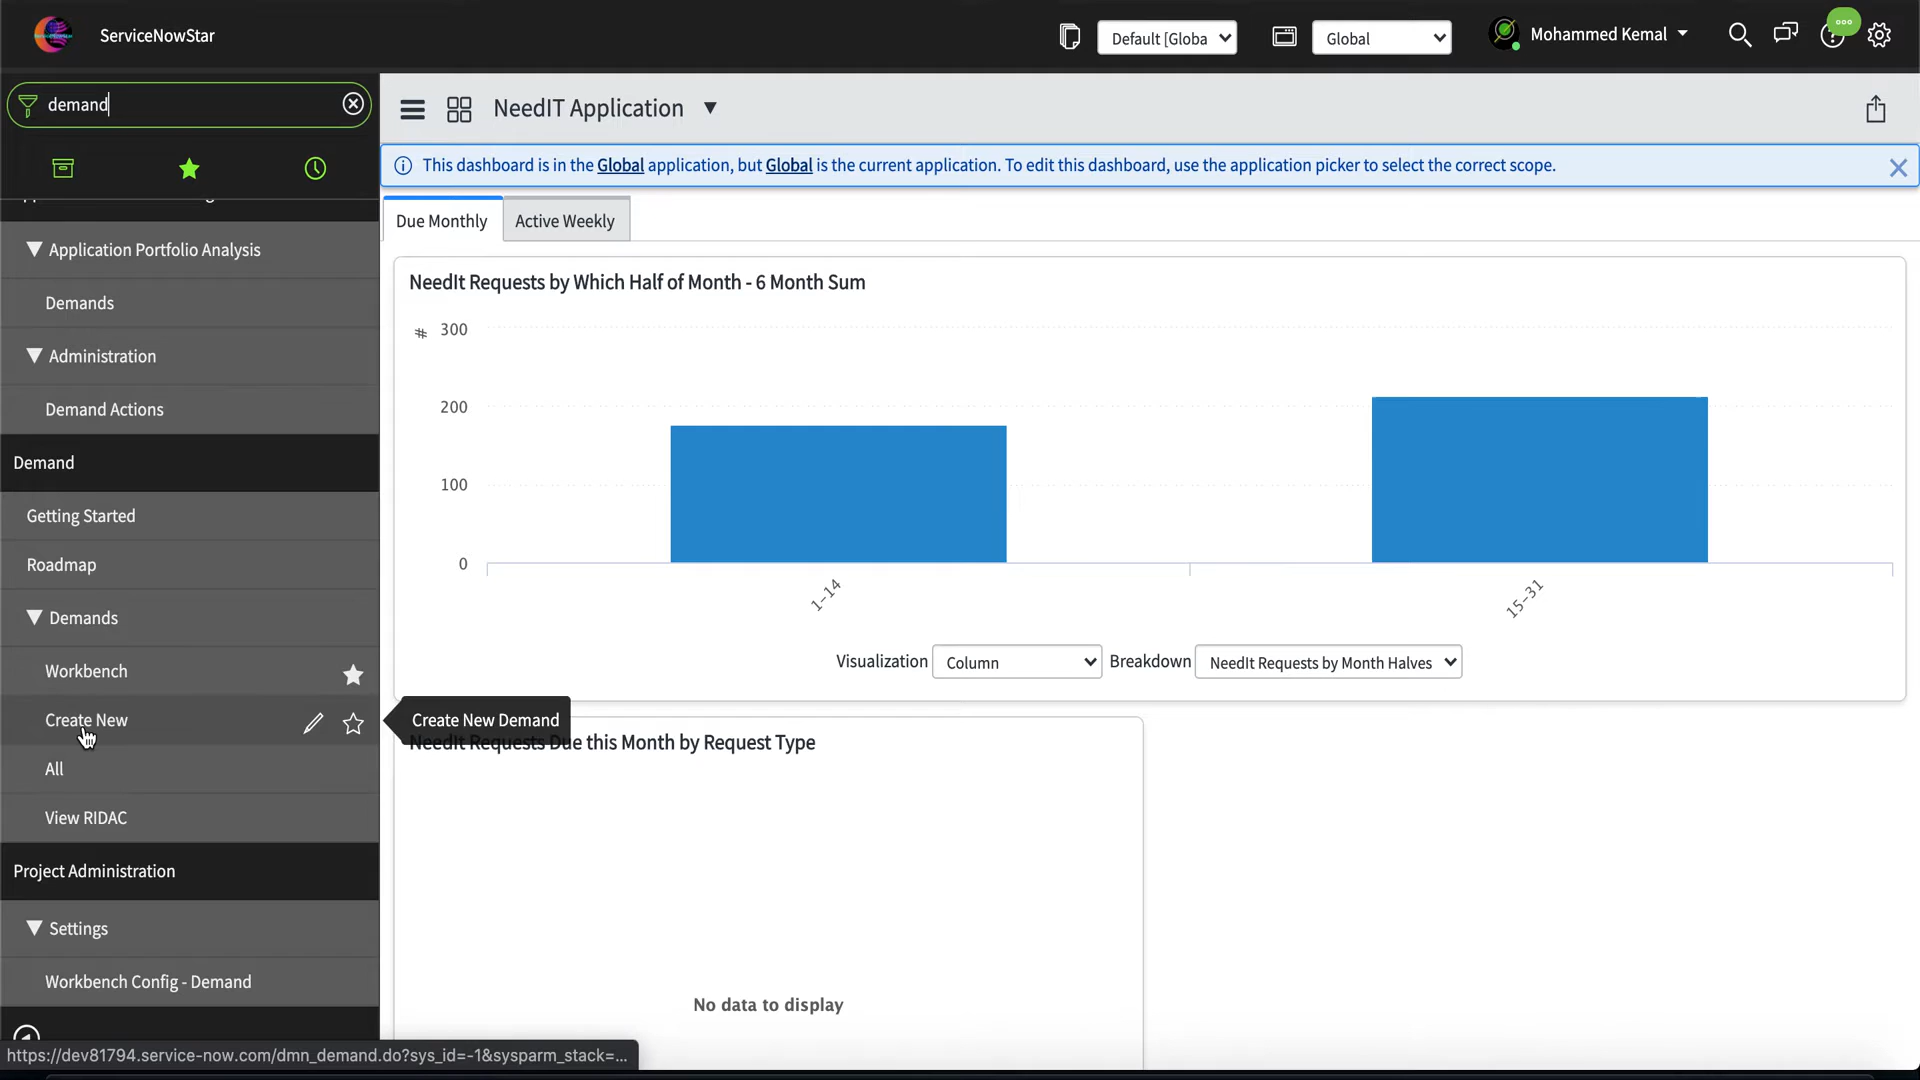 ServiceNowStar
Default [Globa
Global
Mohammed Kemal
demand
NeedIT Application
This dashboard is in the Global application, but Global is the current application. To edit this dashboard, use the application picker to select the correct scope.
Due Monthly
Active Weekly
Application Portfolio Analysis
Demands
Administration
Demand Actions
Demand
Getting Started
Roadmap
Demands
Workbench
Create New
All
View RIDAC
Project Administration
Settings
Workbench Config - Demand
NeedIt Requests by Which Half of Month - 6 Month Sum
#
300
200
100
0
1-14
15-31
Visualization
Column
Breakdown
NeedIt Requests by Month Halves
Create New Demand
NeedIt Requests Due this Month by Request Type
No data to display
https://dev81794.service-now.com/dmn_demand.do?sys_id=-1&sysparm_stack=...